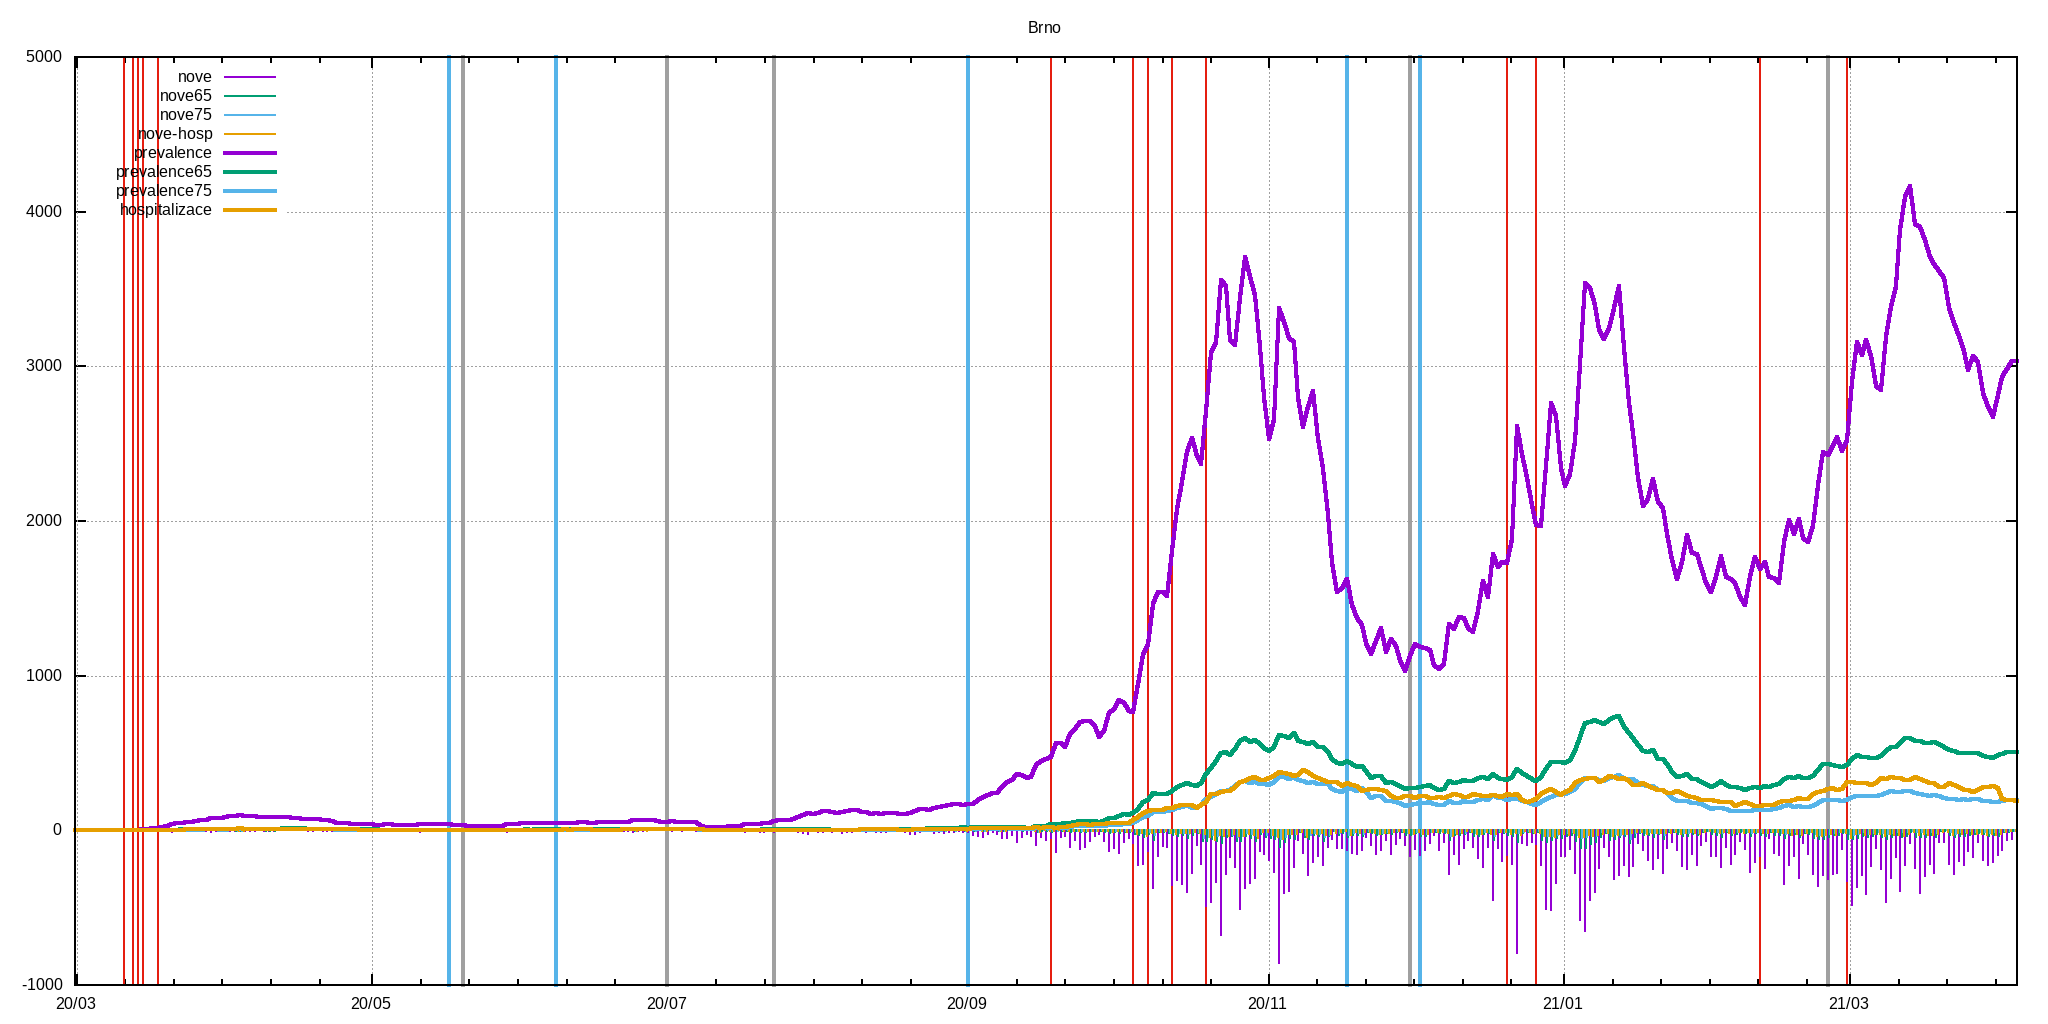 Brno
5000
4000
3000
2000
1000
0
-1000
nove
nove65
nove75
nove-hosp
prevalence
prevalence65
prevalence75
hospitalizace
20/03 20/05 20/07 20/09 20/11 21/01 21/03